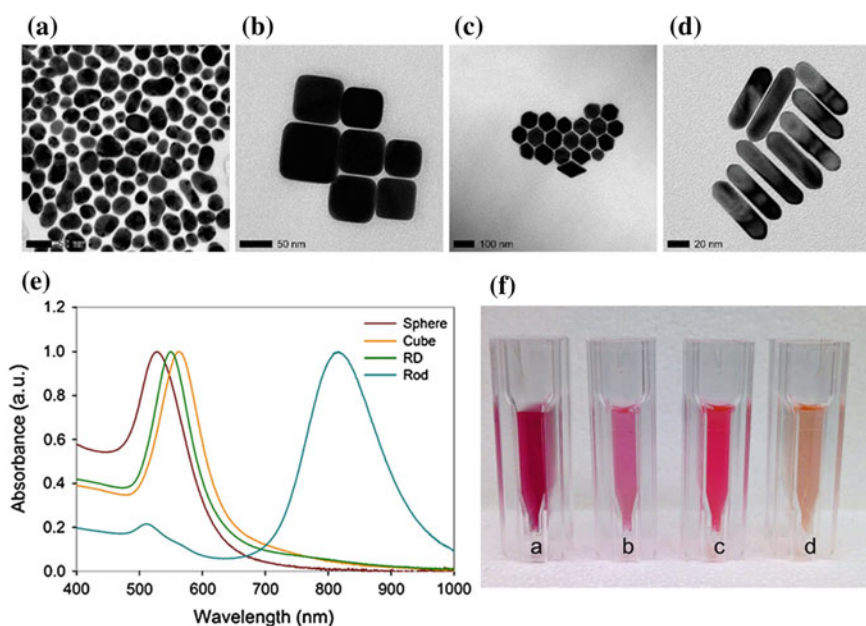 (a)
(b)
(c)
(d)
50 nm
100 nm
20 nm
(e)
(f)
1.2
1.0
0.8
0.6
0.4
0.2
0.0
Absorbance (a.u.)
Sphere
Cube
RD
Rod
400 500 600 700 800 900 1000
Wavelength (nm)
a b c d